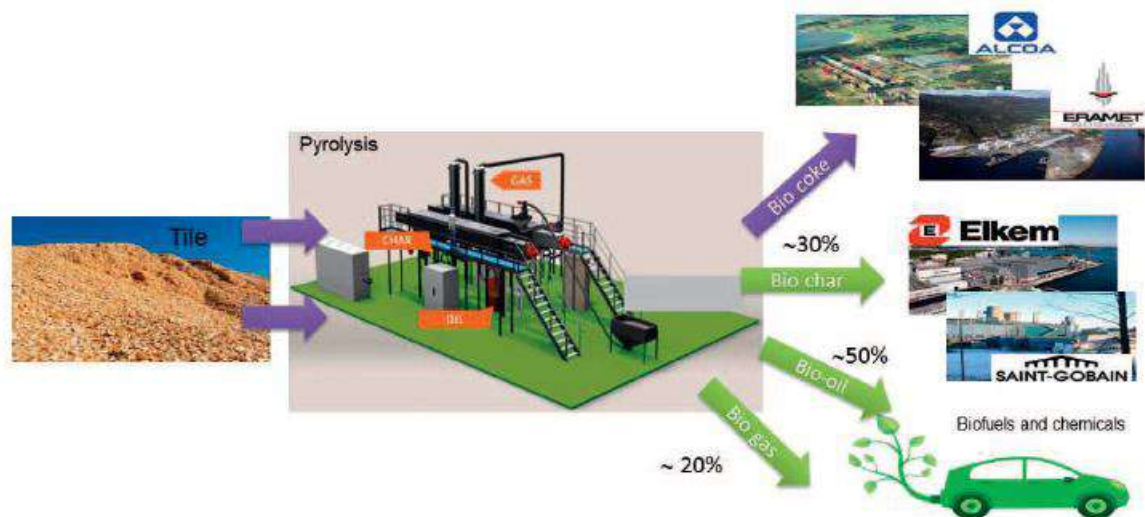 ALCOA
ERAMET
Pyrolysis
GAS
Tile
CHAR
OIL
Bio coke
~30%
Elkem
Bio char
~50%
Bio-oil
SAINT-GOBAIN
Bio gas
~ 20%
Biofuels and chemicals